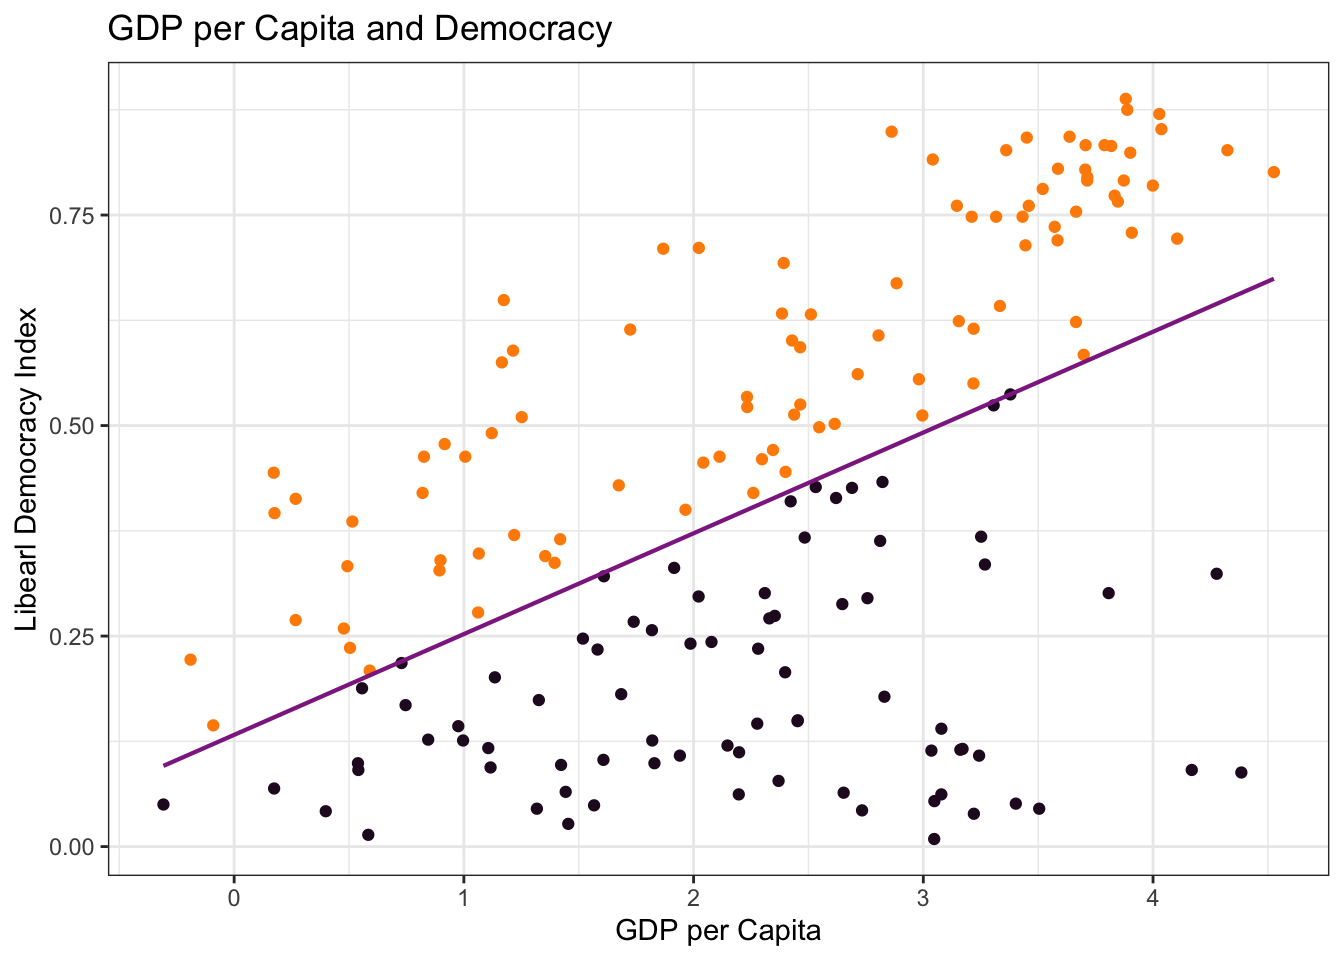 GDP per Capita and Democracy
Libearl Democracy Index
0.75
0.50
0.25
0.00
0 1 2 3 4
GDP per Capita